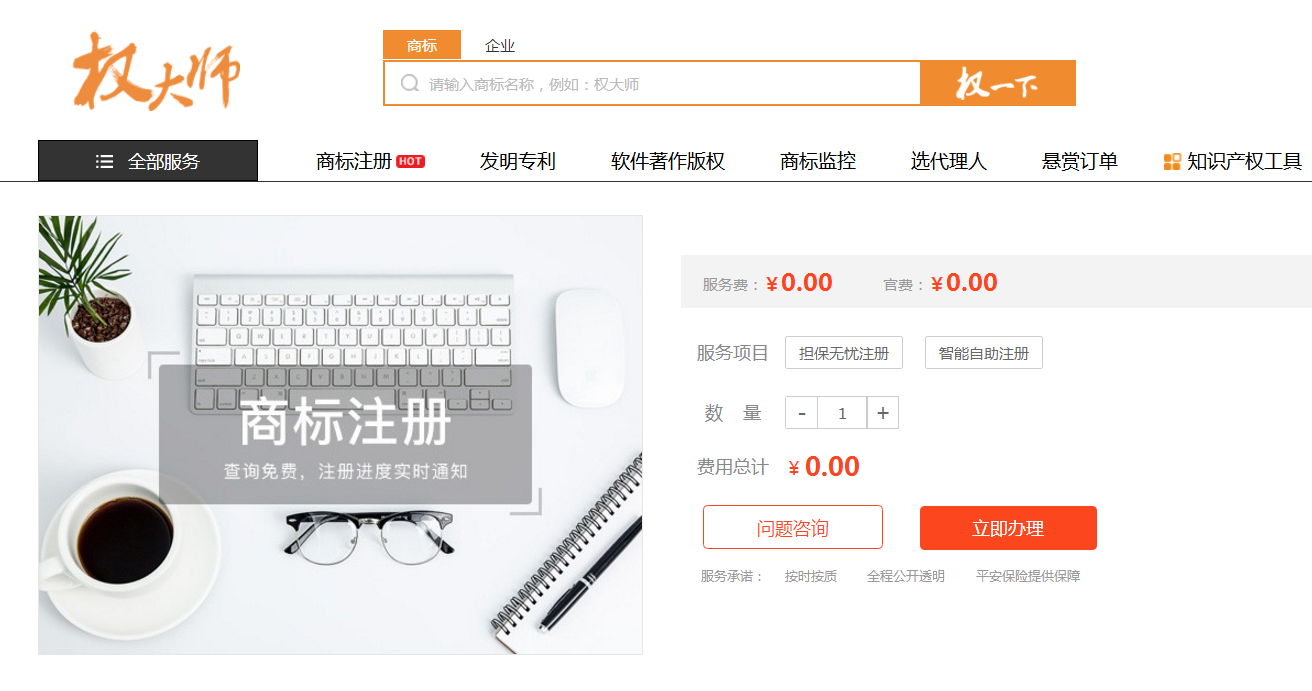 权大师
商标 企业
请输入商标名称，例如：权大师 权一下
全部服务 商标注册 HOT 发明专利 软件著作版权 商标监控 选代理人 悬赏订单 知识产权工具
服务费： ¥0.00 官费： ¥0.00
服务项目 担保无忧注册 智能自助注册
数 量 - 1 +
费用总计 ¥ 0.00
问题咨询 立即办理
服务承诺： 按时按质 全程公开透明 平安保险提供保障
商标注册
查询免费，注册进度实时通知